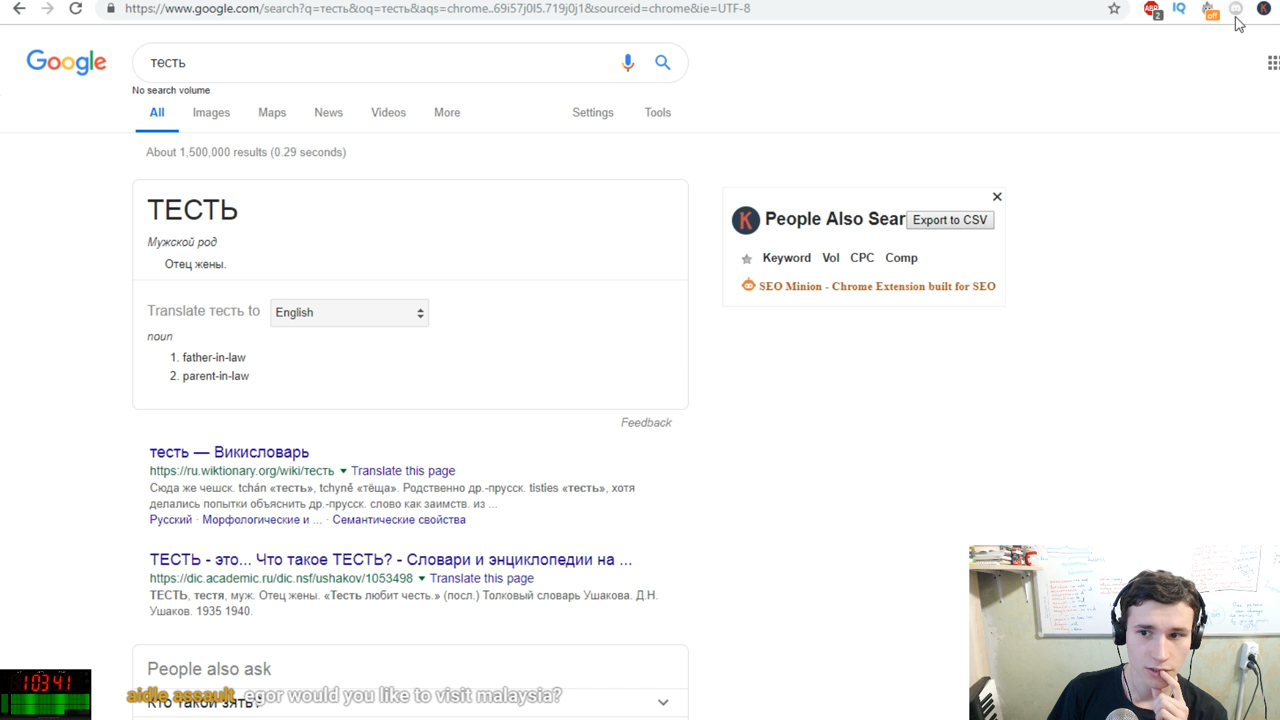 https://www.google.com/search?q=тесть&oq=тесть&aqs=chrome..69i57j0l5.719j0j1&sourceid=chrome&ie=UTF-8
ABP
2
IQ
off
K
Google
тесть
No search volume
All
Images
Maps
News
Videos
More
Settings
Tools
About 1,500,000 results (0.29 seconds)
ТЕСТЬ
Мужской род
Отец жены.
Translate тесть to
English
noun
1. father-in-law
2. parent-in-law
Feedback
K
People Also Sear
Export to CSV
Keyword Vol CPC Comp
SEO Minion - Chrome Extension built for SEO
тесть — Викисловарь
https://ru.wiktionary.org/wiki/тесть ▾ Translate this page
Сюда же чешск. tchán «тесть», tchyně «тёща». Родственно др.-прусск. tisties «тесть», хотя
делались попытки объяснить др.-прусск. слово как заимств. из ...
Русский · Морфологические и ... · Семантические свойства
ТЕСТЬ - это... Что такое ТЕСТЬ? - Словари и энциклопедии на ...
https://dic.academic.ru/dic.nsf/ushakov/1053498 ▾ Translate this page
ТЕСТЬ, тестя, муж. Отец жены. «Тесть любит честь.» (посл.) Толковый словарь Ушакова. Д.Н.
Ушаков. 1935 1940.
People also ask
Кто такой зять?
aidle assault egor would you like to visit malaysia?
10341